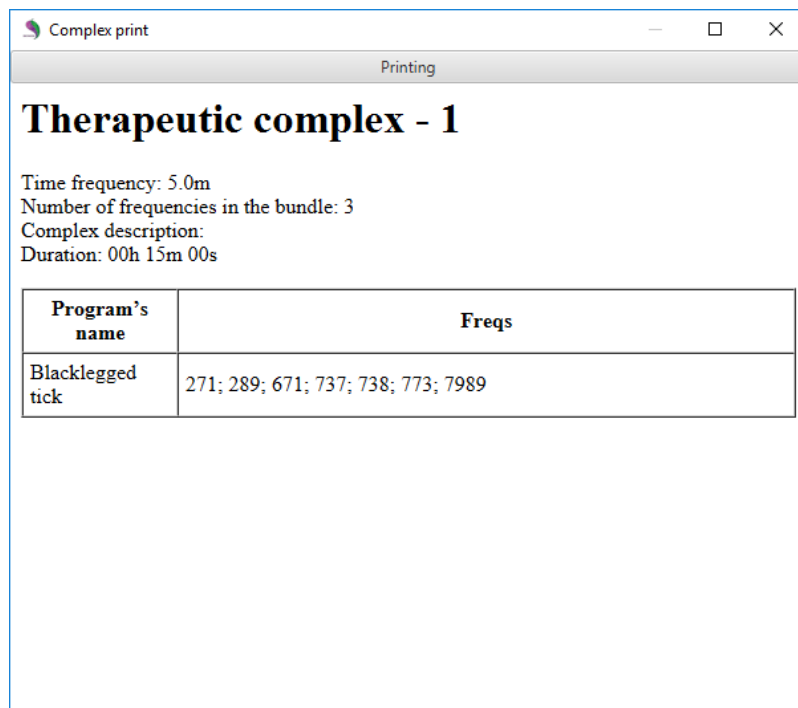 Complex print
Printing
Therapeutic complex - 1
Time frequency: 5.0m
Number of frequencies in the bundle: 3
Complex description:
Duration: 00h 15m 00s
Program’s
name
Freqs
Blacklegged
tick
271; 289; 671; 737; 738; 773; 7989